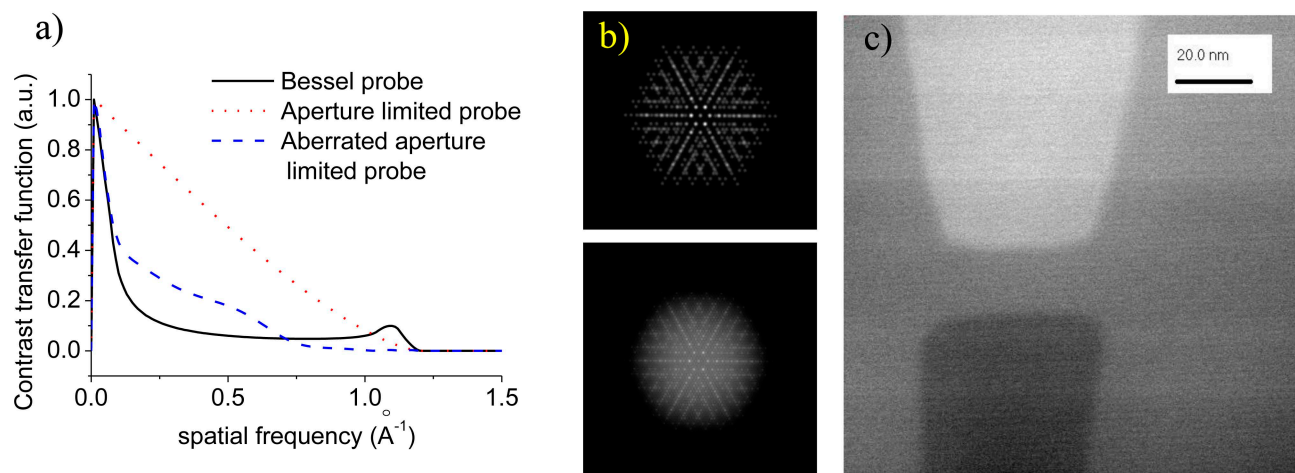 a)
Bessel probe
Aperture limited probe
Aberrated aperture
limited probe
Contrast transfer function (a.u.)
1.0
0.8
0.6
0.4
0.2
0.0
0.0
0.5
1.0
1.5
spatial frequency (Å⁻¹)
b)
c)
20.0 nm